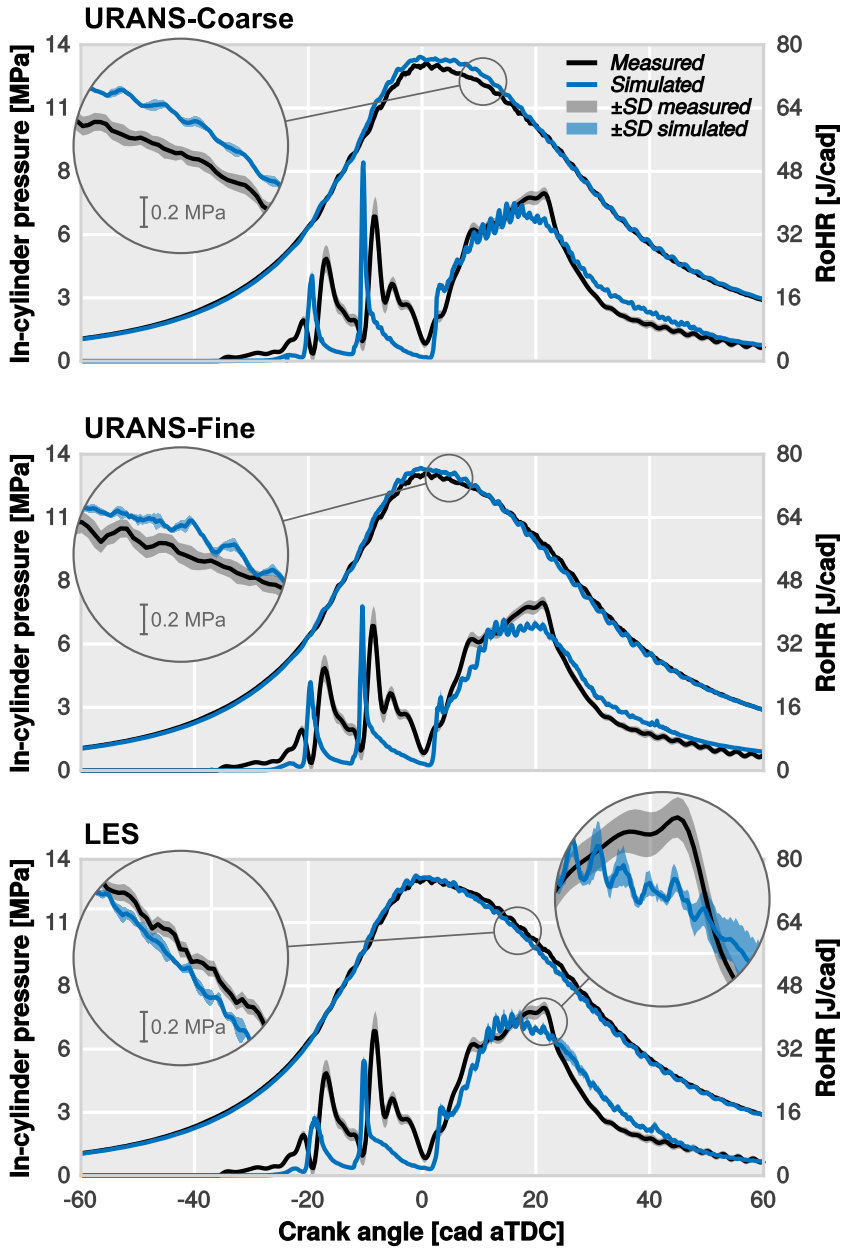 URANS-Coarse
In-cylinder pressure [MPa]
14
11
8
6
3
0
80
64
48
32
16
0
RoHR [J/cad]
Measured
Simulated
±SD measured
±SD simulated
0.2 MPa
URANS-Fine
In-cylinder pressure [MPa]
14
11
8
6
3
0
80
64
48
32
16
0
RoHR [J/cad]
0.2 MPa
LES
In-cylinder pressure [MPa]
14
11
8
6
3
0
80
64
48
32
16
0
RoHR [J/cad]
0.2 MPa
-60 -40 -20 0 20 40 60
Crank angle [cad aTDC]